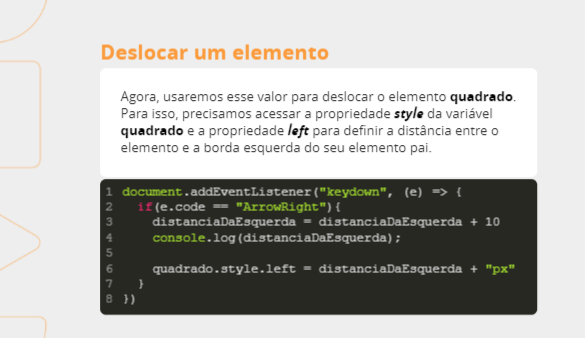 Deslocar um elemento
Agora, usaremos esse valor para deslocar o elemento quadrado.
Para isso, precisamos acessar a propriedade style da variável
quadrado e a propriedade left para definir a distância entre o
elemento e a borda esquerda do seu elemento pai.
1 document.addEventListener("keydown", (e) => {
2   if(e.code == "ArrowRight"){
3     distanciaDaEsquerda = distanciaDaEsquerda + 10
4     console.log(distanciaDaEsquerda);
5
6     quadrado.style.left = distanciaDaEsquerda + "px"
7   }
8 })